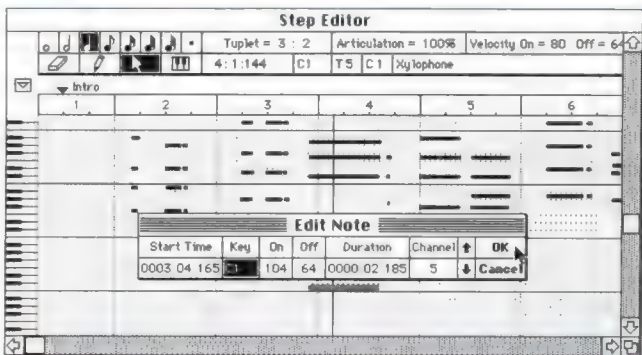 Step Editor
Tuplet = 3 : 2 Articulation = 100% Velocity On = 80 Off = 64
4: 1:144 C1 T5 C1 Xylophone
Intro
1 2 3 4 5 6
Edit Note
Start Time Key On Off Duration Channel OK
0003 04 165 104 64 0000 02 185 5 Cancel